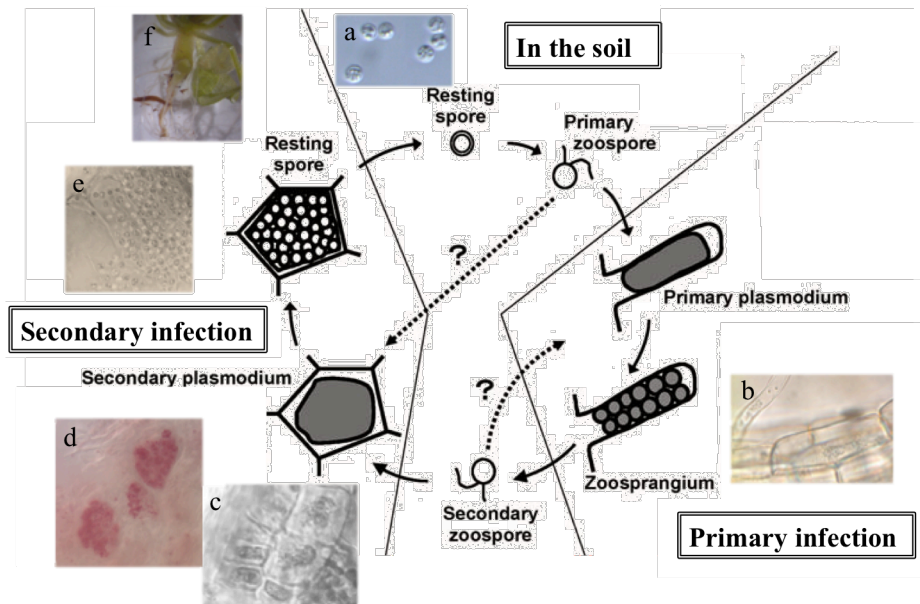 f
a
In the soil
Resting
spore
Primary
zoospore
Resting
spore
e
?
Primary plasmodium
Secondary infection
Secondary plasmodium
?
b
d
c
Zoosprangium
Secondary
zoospore
Primary infection